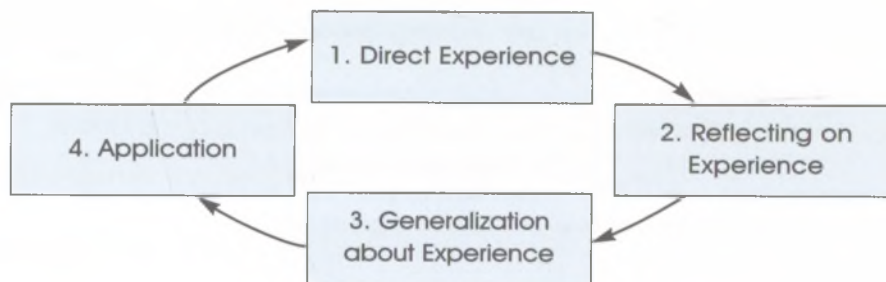 1. Direct Experience
2. Reflecting on
Experience
3. Generalization
about Experience
4. Application